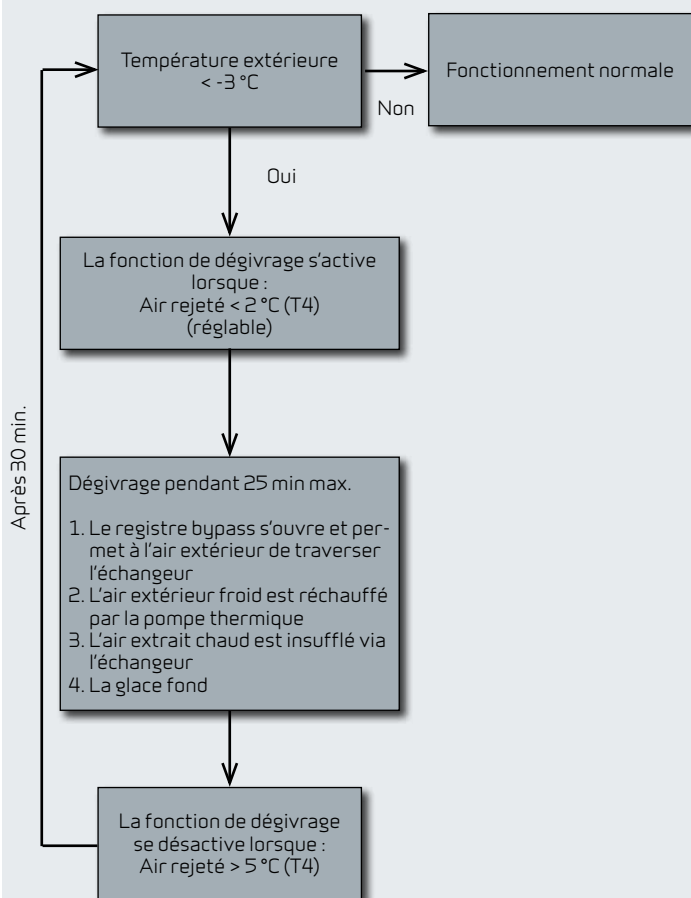 Température extérieure
< -3 °C
Fonctionnement normale
Non
Oui
La fonction de dégivrage s'active
lorsque :
Air rejeté < 2 °C (T4)
(réglable)
Après 30 min.
Dégivrage pendant 25 min max.
1. Le registre bypass s'ouvre et per-
met à l'air extérieur de traverser
l'échangeur
2. L'air extérieur froid est réchauffé
par la pompe thermique
3. L'air extrait chaud est insufflé via
l'échangeur
4. La glace fond
La fonction de dégivrage
se désactive lorsque :
Air rejeté > 5 °C (T4)